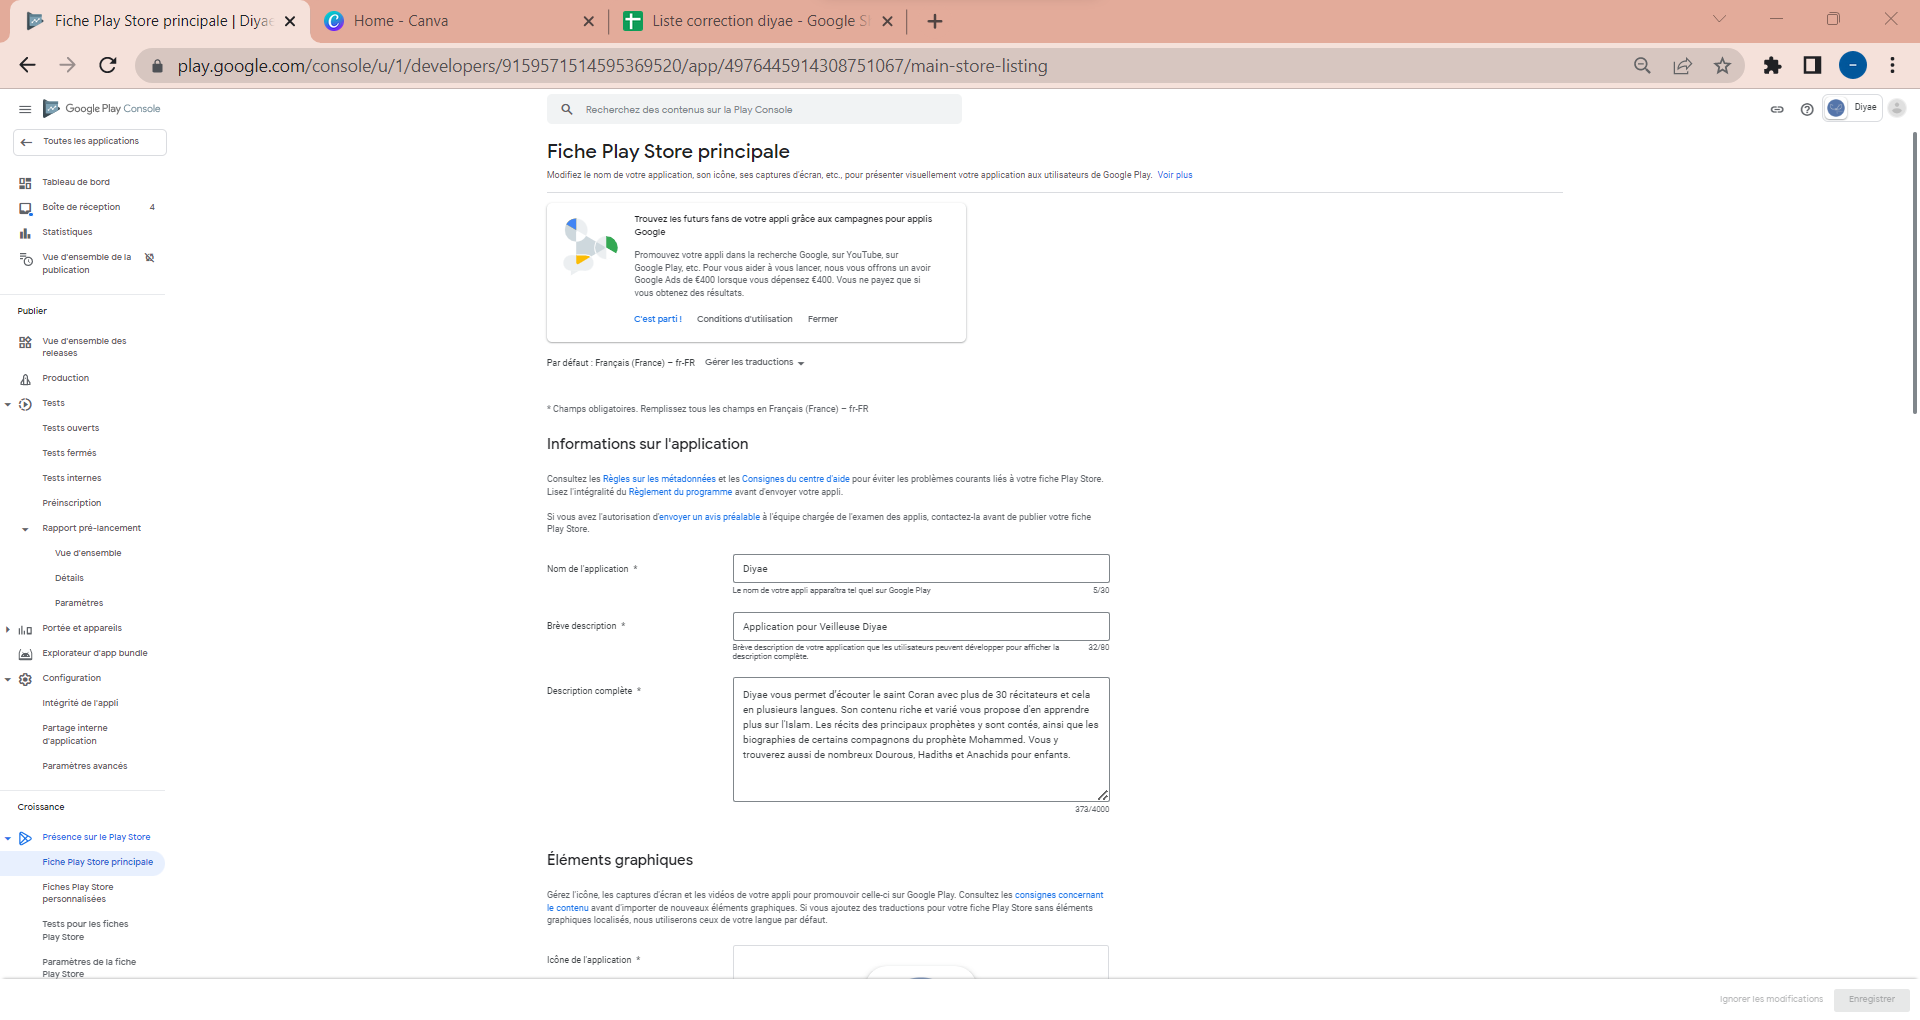 Fiche Play Store principale | Diyae
Home - Canva
Liste correction diyae - Google S
play.google.com/console/u/1/developers/9159571514595369520/app/4976445914308751067/main-store-listing
Google Play Console
Recherchez des contenus sur la Play Console
Diyae
Toutes les applications
Tableau de bord
Boîte de réception 4
Statistiques
Vue d'ensemble de la
publication
Publier
Vue d'ensemble des
releases
Production
Tests
Tests ouverts
Tests fermés
Tests internes
Préinscription
Rapport pré-lancement
Vue d'ensemble
Détails
Paramètres
Portée et appareils
Explorateur d'app bundle
Configuration
Intégrité de l'appli
Partage interne
d'application
Paramètres avancés
Croissance
Présence sur le Play Store
Fiche Play Store principale
Fiches Play Store
personnalisées
Tests pour les fiches
Play Store
Paramètres de la fiche
Play Store
Fiche Play Store principale
Modifiez le nom de votre application, son icône, ses captures d'écran, etc., pour présenter visuellement votre application aux utilisateurs de Google Play. Voir plus
Trouvez les futurs fans de votre appli grâce aux campagnes pour applis
Google
Promouvez votre appli dans la recherche Google, sur YouTube, sur
Google Play, etc. Pour vous aider à vous lancer, nous vous offrons un avoir
Google Ads de €400 lorsque vous dépensez €400. Vous ne payez que si
vous obtenez des résultats.
C'est parti ! Conditions d'utilisation Fermer
Par défaut : Français (France) – fr-FR Gérer les traductions
* Champs obligatoires. Remplissez tous les champs en Français (France) – fr-FR
Informations sur l'application
Consultez les Règles sur les métadonnées et les Consignes du centre d'aide pour éviter les problèmes courants liés à votre fiche Play Store.
Lisez l'intégralité du Règlement du programme avant d'envoyer votre appli.
Si vous avez l'autorisation d'envoyer un avis préalable à l'équipe chargée de l'examen des applis, contactez-la avant de publier votre fiche
Play Store.
Nom de l'application *
Diyae
Le nom de votre appli apparaîtra tel quel sur Google Play 5/30
Brève description *
Application pour Veilleuse Diyae
Brève description de votre application que les utilisateurs peuvent développer pour afficher la 32/80
description complète.
Description complète *
Diyae vous permet d'écouter le saint Coran avec plus de 30 récitateurs et cela
en plusieurs langues. Son contenu riche et varié vous propose d'en apprendre
plus sur l'Islam. Les récits des principaux prophètes y sont contés, ainsi que les
biographies de certains compagnons du prophète Mohammed. Vous y
trouverez aussi de nombreux Dourous, Hadiths et Anachids pour enfants.
373/4000
Éléments graphiques
Gérez l'icône, les captures d'écran et les vidéos de votre appli pour promouvoir celle-ci sur Google Play. Consultez les consignes concernant
le contenu avant d'importer de nouveaux éléments graphiques. Si vous ajoutez des traductions pour votre fiche Play Store sans éléments
graphiques localisés, nous utiliserons ceux de votre langue par défaut.
Icône de l'application *
Ignorer les modifications Enregistrer